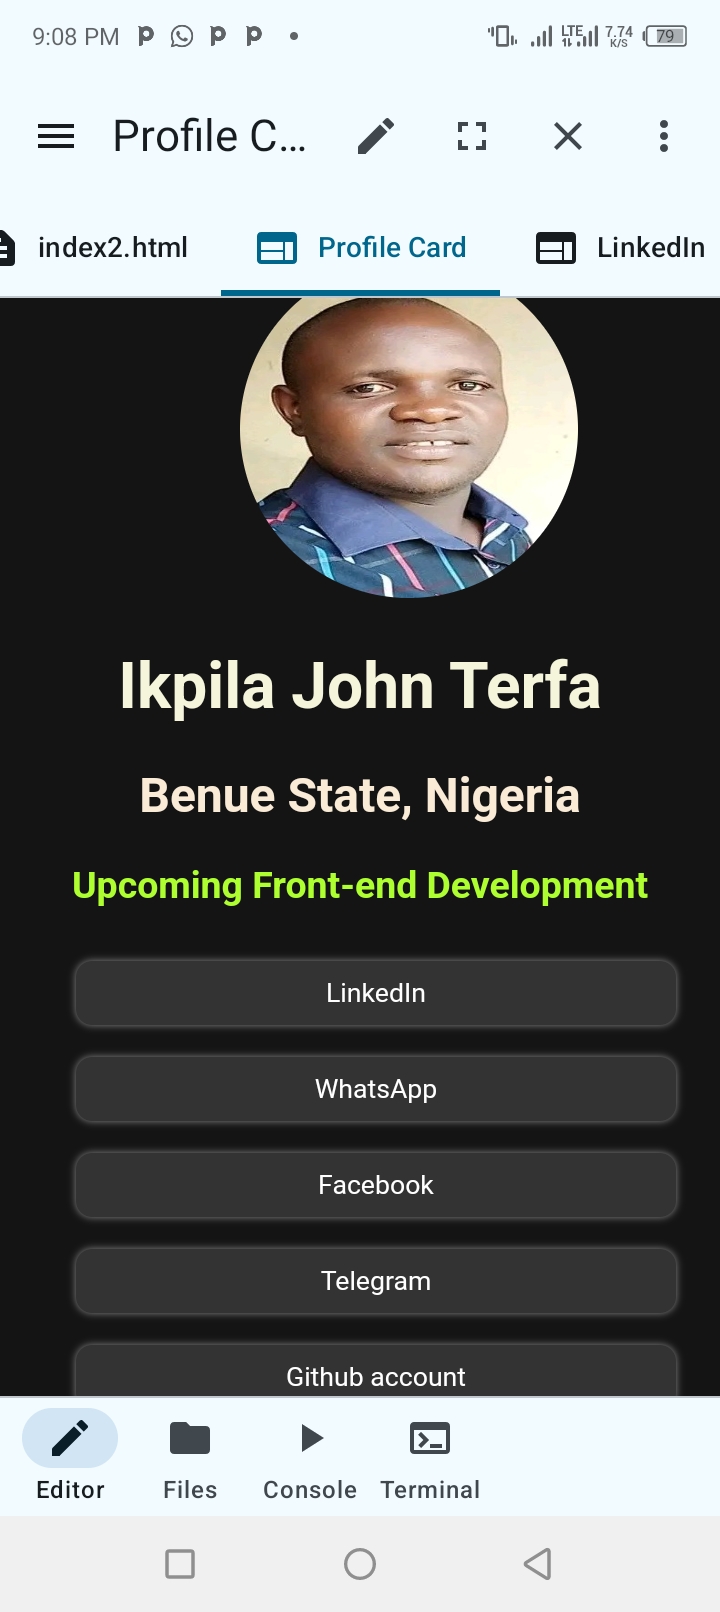 9:08 PM
LTE 7.74 K/S 79
Profile C...
index2.html Profile Card LinkedIn
Ikpila John Terfa
Benue State, Nigeria
Upcoming Front-end Development
LinkedIn
WhatsApp
Facebook
Telegram
Github account
Editor Files Console Terminal